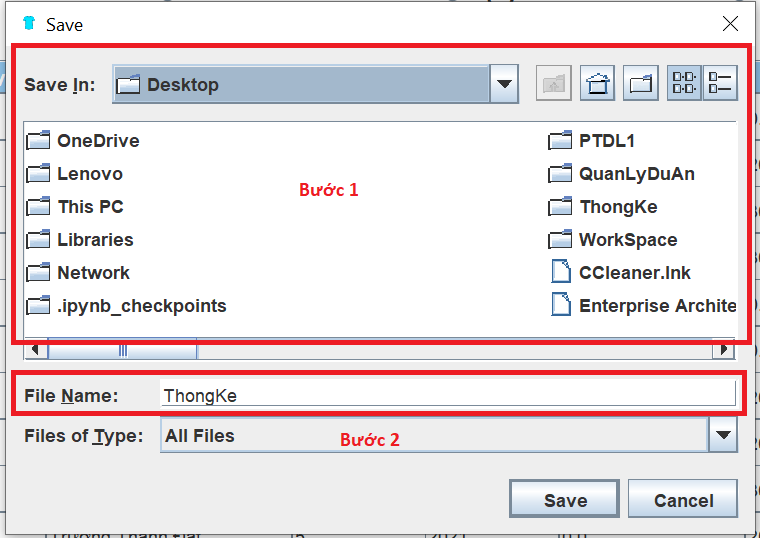 Save
Save In: Desktop
OneDrive
Lenovo
This PC
Libraries
Network
.ipynb_checkpoints
PTDL1
QuanLyDuAn
ThongKe
WorkSpace
CCleaner.lnk
Enterprise Archite
Bước 1
File Name: ThongKe
Files of Type: All Files
Bước 2
Save Cancel
2021